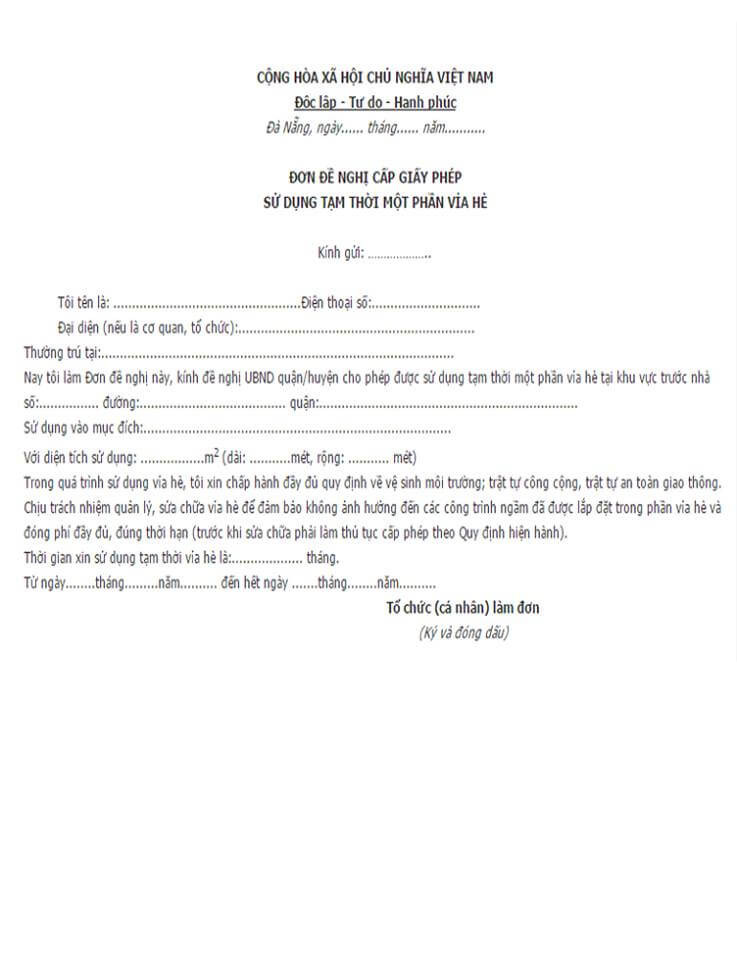 CỘNG HÒA XÃ HỘI CHỦ NGHĨA VIỆT NAM
Độc lập - Tự do - Hạnh phúc
Đà Nẵng, ngày...... tháng...... năm...........
ĐƠN ĐỀ NGHỊ CẤP GIẤY PHÉP
SỬ DỤNG TẠM THỜI MỘT PHẦN VỈA HÈ
Kính gửi: ...................
Tôi tên là: ..................................................Điện thoại số:.............................
Đại diện (nếu là cơ quan, tổ chức):...............................................................
Thường trú tại:..............................................................................................
Nay tôi làm Đơn đề nghị này, kính đề nghị UBND quận/huyện cho phép được sử dụng tạm thời một phần vỉa hè tại khu vực trước nhà
số:................ đường:....................................... quận:.....................................................................
Sử dụng vào mục đích:..................................................................................
Với diện tích sử dụng: .................m² (dài: ...........mét, rộng: ........... mét)
Trong quá trình sử dụng vỉa hè, tôi xin chấp hành đầy đủ quy định về vệ sinh môi trường; trật tự công cộng, trật tự an toàn giao thông.
Chịu trách nhiệm quản lý, sửa chữa vỉa hè để đảm bảo không ảnh hưởng đến các công trình ngầm đã được lắp đặt trong phần vỉa hè và
đóng phí đầy đủ, đúng thời hạn (trước khi sửa chữa phải làm thủ tục cấp phép theo Quy định hiện hành).
Thời gian xin sử dụng tạm thời vỉa hè là:................... tháng.
Từ ngày........tháng.........năm.......... đến hết ngày .......tháng........năm..........
Tổ chức (cá nhân) làm đơn
(Ký và đóng dấu)